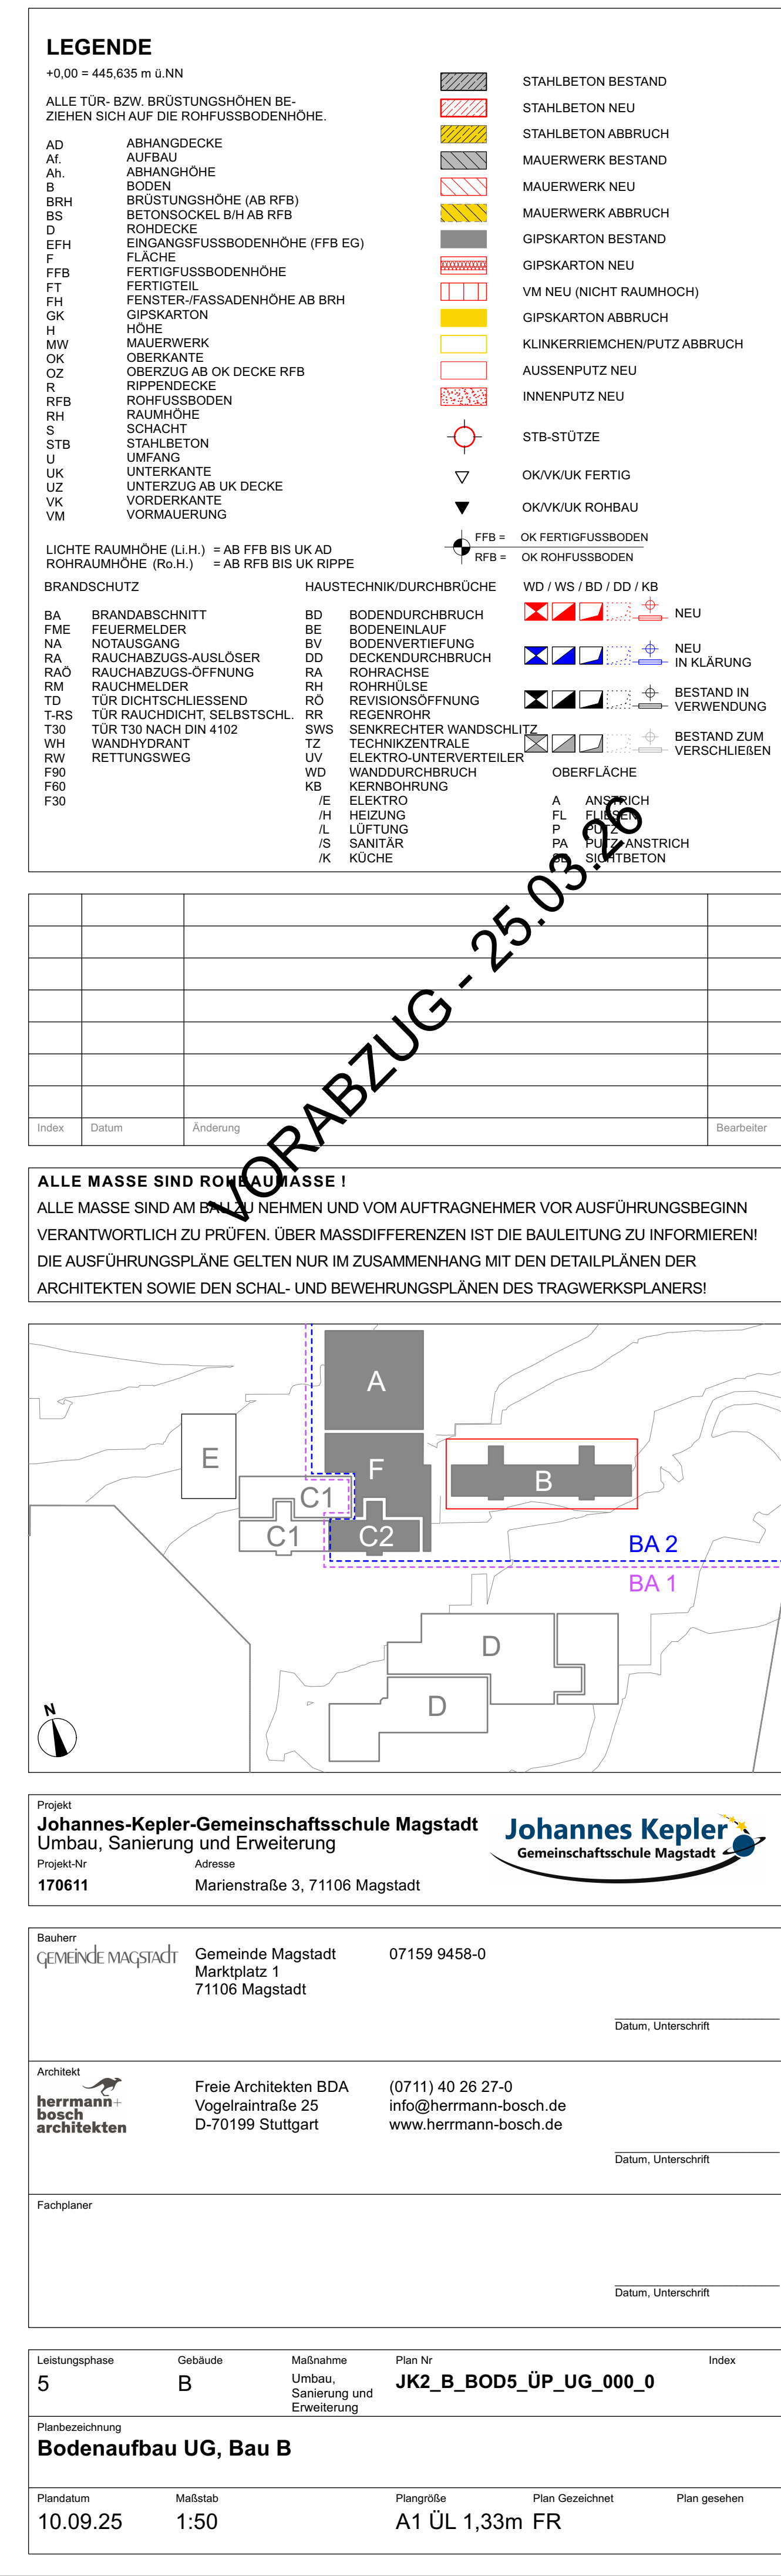 LEGENDE
+0,00 = 445,635 m ü.NN
ALLE TÜR- BZW. BRÜSTUNGSHÖHEN BE-
ZIEHEN SICH AUF DIE ROHFUSSBODENHÖHE.
AD ABHANGDECKE
Af. AUFBAU
Ah. ABHANGHÖHE
B BODEN
BRH BRÜSTUNGSHÖHE (AB RFB)
BS BETONSOCKEL B/H AB RFB
D ROHDECKE
EFH EINGANGSFUSSBODENHÖHE (FFB EG)
F FLÄCHE
FFB FERTIGFUSSBODENHÖHE
FT FERTIGTEIL
FH FENSTER-/FASSADENHÖHE AB BRH
GK GIPSKARTON
H HÖHE
MW MAUERWERK
OK OBERKANTE
OZ OBERZUG AB OK DECKE RFB
R RIPPENDECKE
RFB ROHFUSSBODEN
RH RAUMHÖHE
S SCHACHT
STB STAHLBETON
U UMFANG
UK UNTERKANTE
UZ UNTERZUG AB UK DECKE
VK VORDERKANTE
VM VORMAUERUNG
LICHTE RAUMHÖHE (Li.H.) = AB FFB BIS UK AD
ROHRAUMHÖHE (Ro.H.) = AB RFB BIS UK RIPPE
STAHLBETON BESTAND
STAHLBETON NEU
STAHLBETON ABBRUCH
MAUERWERK BESTAND
MAUERWERK NEU
MAUERWERK ABBRUCH
GIPSKARTON BESTAND
GIPSKARTON NEU
VM NEU (NICHT RAUMHOCH)
GIPSKARTON ABBRUCH
KLINKERRIEMCHEN/PUTZ ABBRUCH
AUSSENPUTZ NEU
INNENPUTZ NEU
STB-STÜTZE
OK/VK/UK FERTIG
OK/VK/UK ROHBAU
FFB = OK FERTIGFUSSBODEN
RFB = OK ROHFUSSBODEN
BRANDSCHUTZ
BA BRANDABSCHNITT
FME FEUERMELDER
NA NOTAUSGANG
RA RAUCHABZUGS-AUSLÖSER
RAÖ RAUCHABZUGS-ÖFFNUNG
RM RAUCHMELDER
TD TÜR DICHTSCHLIESSEND
T-RS TÜR RAUCHDICHT, SELBSTSCHL.
T30 TÜR T30 NACH DIN 4102
WH WANDHYDRANT
RW RETTUNGSWEG
F90
F60
F30
HAUSTECHNIK/DURCHBRÜCHE
BD BODENDURCHBRUCH
BE BODENEINLAUF
BV BODENVERTIEFUNG
DD DECKENDURCHBRUCH
RA ROHRACHSE
RH ROHRHÜLSE
RÖ REVISIONSÖFFNUNG
RR REGENROHR
SWS SENKRECHTER WANDSCHLITZ
TZ TECHNIKZENTRALE
UV ELEKTRO-UNTERVERTEILER
WD WANDDURCHBRUCH
KB KERNBOHRUNG
/E ELEKTRO
/H HEIZUNG
/L LÜFTUNG
/S SANITÄR
/K KÜCHE
WD / WS / BD / DD / KB
NEU
NEU
IN KLÄRUNG
BESTAND IN
VERWENDUNG
BESTAND ZUM
VERSCHLIEßEN
OBERFLÄCHE
A ANSTRICH
FL FLIESEN
P PUTZ
PA PUTZ+ANSTRICH
SICHTBETON
VORABZUG - 25.03.26
Index Datum Änderung Bearbeiter
ALLE MASSE SIND ROHBAUMASSE !
ALLE MASSE SIND AM BAU ZU NEHMEN UND VOM AUFTRAGNEHMER VOR AUSFÜHRUNGSBEGINN
VERANTWORTLICH ZU PRÜFEN. ÜBER MASSDIFFERENZEN IST DIE BAULEITUNG ZU INFORMIEREN!
DIE AUSFÜHRUNGSPLÄNE GELTEN NUR IM ZUSAMMENHANG MIT DEN DETAILPLÄNEN DER
ARCHITEKTEN SOWIE DEN SCHAL- UND BEWEHRUNGSPLÄNEN DES TRAGWERKSPLANERS!
A
E
F
B
C1
C1
C2
BA 2
BA 1
D
D
N
Projekt
Johannes-Kepler-Gemeinschaftsschule Magstadt
Umbau, Sanierung und Erweiterung
Projekt-Nr Adresse
170611 Marienstraße 3, 71106 Magstadt
Johannes Kepler
Gemeinschaftsschule Magstadt
Bauherr
GEMEINDE MAGSTADT
Gemeinde Magstadt 07159 9458-0
Marktplatz 1
71106 Magstadt
Datum, Unterschrift
Architekt
herrmann+
bosch
architekten
Freie Architekten BDA (0711) 40 26 27-0
Vogelraintraße 25 info@herrmann-bosch.de
D-70199 Stuttgart www.herrmann-bosch.de
Datum, Unterschrift
Fachplaner
Datum, Unterschrift
Leistungsphase Gebäude Maßnahme Plan Nr Index
5 B Umbau, JK2_B_BOD5_ÜP_UG_000_0
Sanierung und
Erweiterung
Planbezeichnung
Bodenaufbau UG, Bau B
Plandatum Maßstab Plangröße Plan Gezeichnet Plan gesehen
10.09.25 1:50 A1 ÜL 1,33m FR